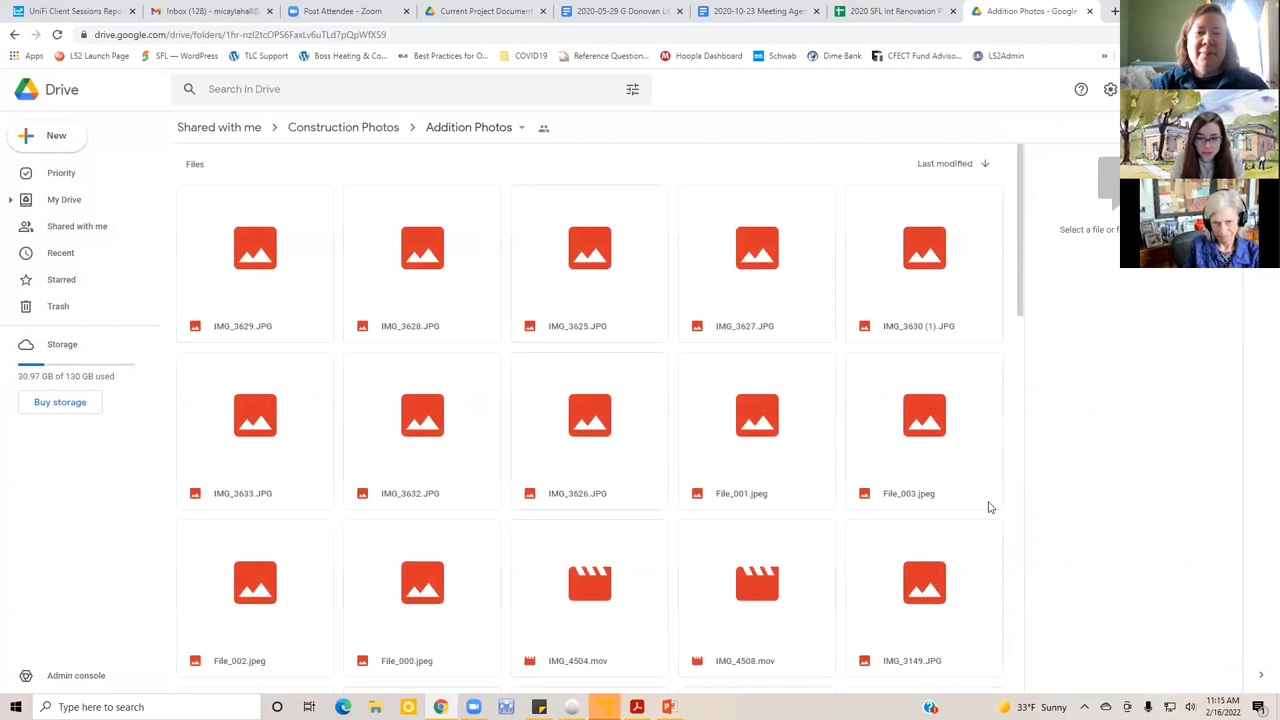 UniFi Client Sessions Rep
Inbox (128) - micaylahall@
Post Attendee - Zoom
Current Project Document
2020-05-29 G Donovan Li
2020-10-23 Meeting Age
2020 SFL Int Renovation P
Addition Photos - Google
drive.google.com/drive/folders/
Apps
LS2 Launch Page
SFL — WordPress
TLC Support
Boss Heating & Co...
Best Practices for O...
COVID19
Reference Question...
Hoopla Dashboard
Schwab
Dime Bank
CFECT Fund Adviso...
LS2Admin
»
Drive
Search in Drive
New
Shared with me > Construction Photos > Addition Photos
Priority
My Drive
Shared with me
Recent
Starred
Trash
Storage
30.97 GB of 130 GB used
Buy storage
Admin console
Files
Last modified
Select a file or f
IMG_3629.JPG
IMG_3628.JPG
IMG_3625.JPG
IMG_3627.JPG
IMG_3630 (1).JPG
IMG_3633.JPG
IMG_3632.JPG
IMG_3626.JPG
File_001.jpeg
File_003.jpeg
File_002.jpeg
File_000.jpeg
IMG_4504.mov
IMG_4508.mov
IMG_3149.JPG
Type here to search
33°F Sunny
11:15 AM
2/16/2022